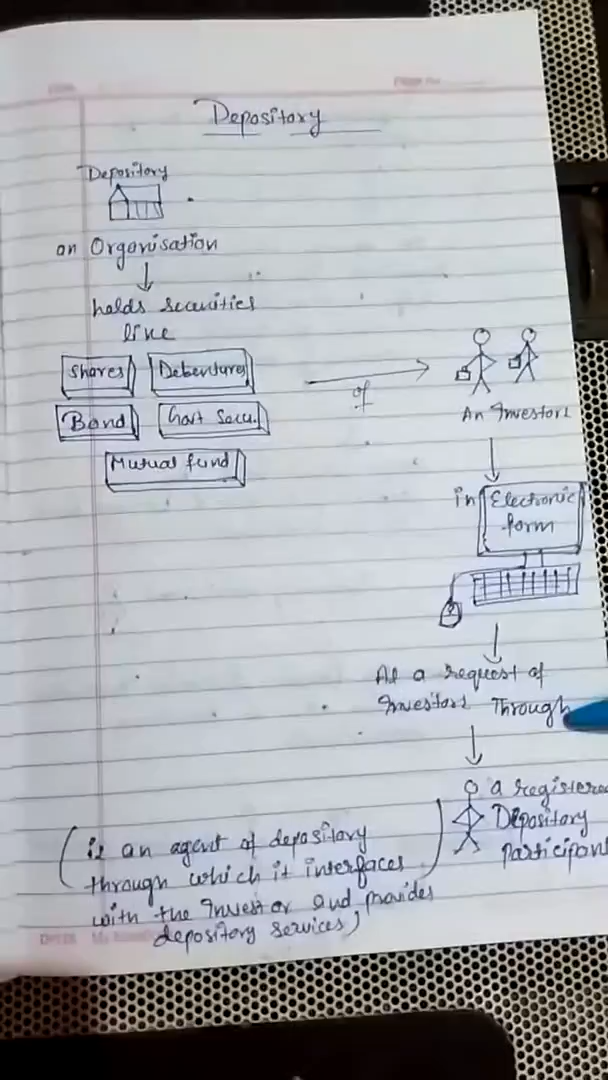 Depository
Depository
an Organisation
holds securities
like
Shares
Debentures
Bond
Govt Secu.
Mutual fund
of
An Investors
in Electronic
form
At a request of
Investors Through
a registered
Depository
Participant
(is an agent of depository
through which it interfaces
with the Investor and provides
depository services)